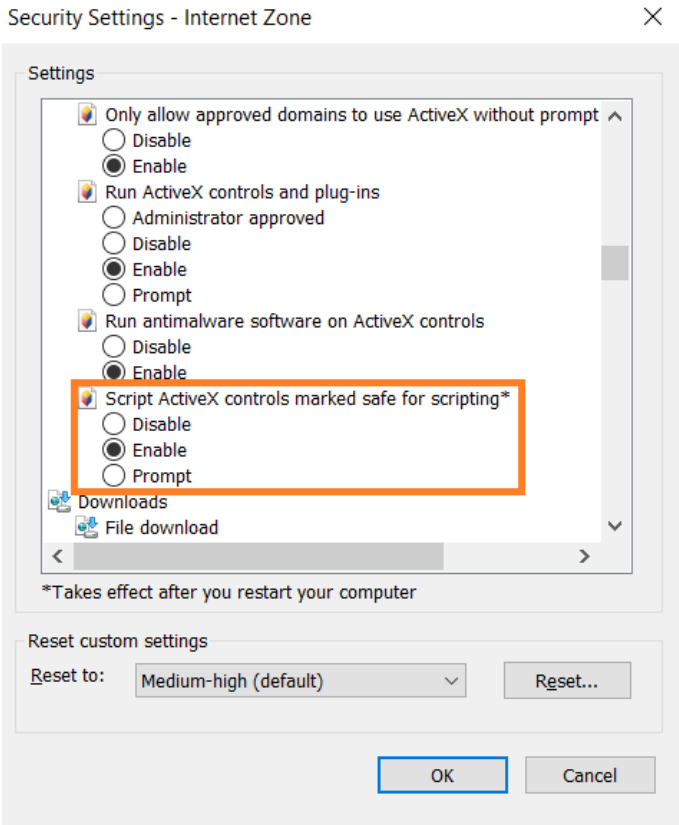 Security Settings - Internet Zone
Settings
Only allow approved domains to use ActiveX without prompt
Disable
Enable
Run ActiveX controls and plug-ins
Administrator approved
Disable
Enable
Prompt
Run antimalware software on ActiveX controls
Disable
Enable
Script ActiveX controls marked safe for scripting*
Disable
Enable
Prompt
Downloads
File download
*Takes effect after you restart your computer
Reset custom settings
Reset to:
Medium-high (default)
Reset...
OK
Cancel